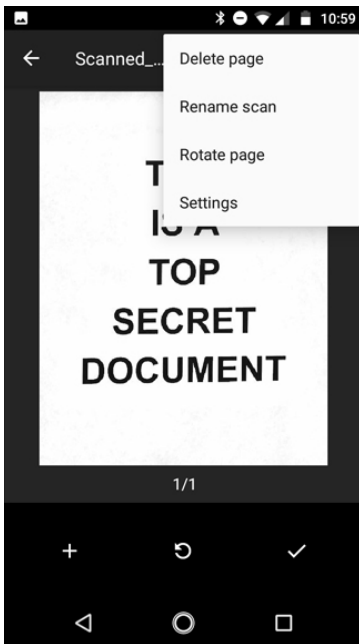 10:59
Scanned_...
Delete page
Rename scan
Rotate page
Settings
T
IS A
TOP
SECRET
DOCUMENT
1/1